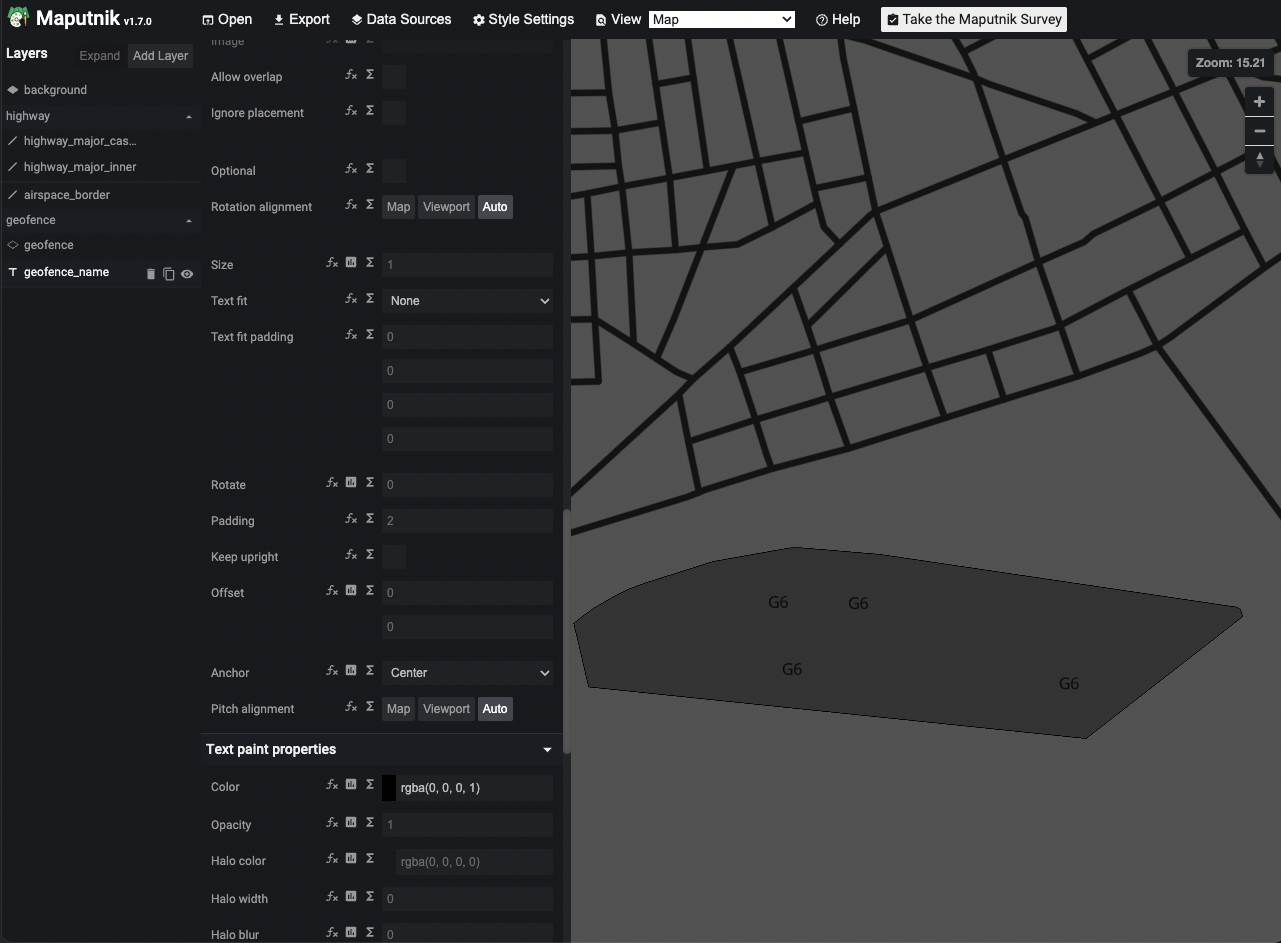 Maputnik v1.7.0
Open Export Data Sources Style Settings View Map Help Take the Maputnik Survey
Layers Expand Add Layer
background
highway
highway_major_cas...
highway_major_inner
airspace_border
geofence
geofence
geofence_name
Image
Allow overlap
Ignore placement
Optional
Rotation alignment Map Viewport Auto
Size 1
Text fit None
Text fit padding 0
0
0
0
Rotate 0
Padding 2
Keep upright
Offset 0
0
Anchor Center
Pitch alignment Map Viewport Auto
Text paint properties
Color rgba(0, 0, 0, 1)
Opacity 1
Halo color rgba(0, 0, 0, 0)
Halo width 0
Halo blur 0
Zoom: 15.21
G6 G6
G6
G6